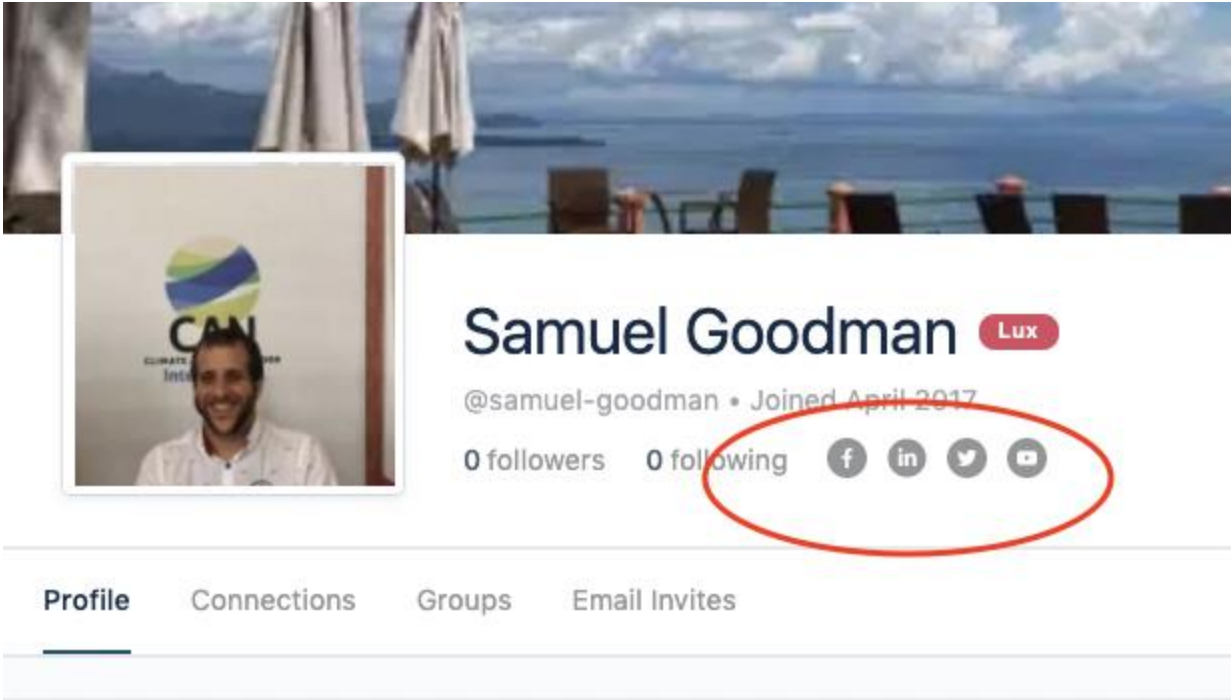 CAN
Samuel Goodman Lux
@samuel-goodman • Joined April 2017
0 followers 0 following
Profile Connections Groups Email Invites